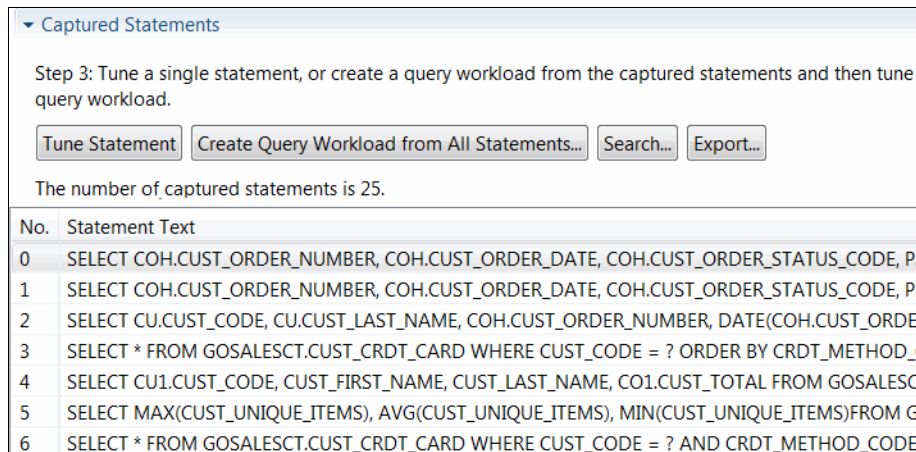 Captured Statements
Step 3: Tune a single statement, or create a query workload from the captured statements and then tune
query workload.
Tune Statement Create Query Workload from All Statements... Search... Export...
The number of captured statements is 25.
No. Statement Text
0 SELECT COH.CUST_ORDER_NUMBER, COH.CUST_ORDER_DATE, COH.CUST_ORDER_STATUS_CODE, P
1 SELECT COH.CUST_ORDER_NUMBER, COH.CUST_ORDER_DATE, COH.CUST_ORDER_STATUS_CODE, P
2 SELECT CU.CUST_CODE, CU.CUST_LAST_NAME, COH.CUST_ORDER_NUMBER, DATE(COH.CUST_ORDE
3 SELECT * FROM GOSALESCT.CUST_CRDT_CARD WHERE CUST_CODE = ? ORDER BY CRDT_METHOD_
4 SELECT CU1.CUST_CODE, CUST_FIRST_NAME, CUST_LAST_NAME, CO1.CUST_TOTAL FROM GOSALESC
5 SELECT MAX(CUST_UNIQUE_ITEMS), AVG(CUST_UNIQUE_ITEMS), MIN(CUST_UNIQUE_ITEMS)FROM G
6 SELECT * FROM GOSALESCT.CUST_CRDT_CARD WHERE CUST_CODE = ? AND CRDT_METHOD_CODE